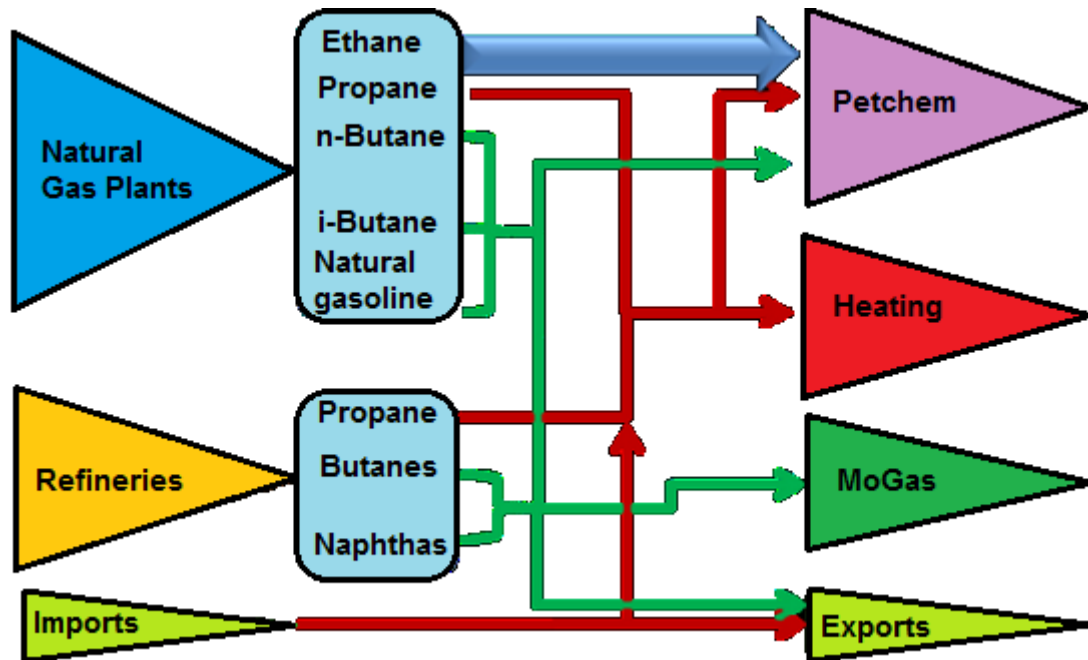 Natural
Gas Plants
Ethane
Propane
n-Butane
i-Butane
Natural
gasoline
Petchem
Heating
Refineries
Propane
Butanes
Naphthas
MoGas
Imports
Exports